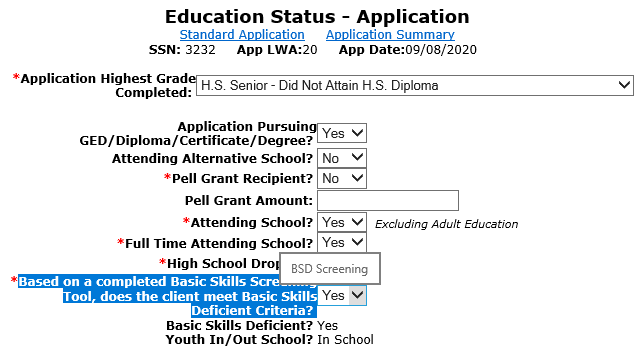 Education Status - Application
Standard Application Application Summary
SSN: 3232 App LWA:20 App Date:09/08/2020
*Application Highest Grade Completed: H.S. Senior - Did Not Attain H.S. Diploma
Application Pursuing
GED/Diploma/Certificate/Degree? Yes
Attending Alternative School? No
*Pell Grant Recipient? No
Pell Grant Amount:
*Attending School? Yes Excluding Adult Education
*Full Time Attending School? Yes
*High School Drop
BSD Screening
*Based on a completed Basic Skills Screening
Tool, does the client meet Basic Skills Yes
Deficient Criteria?
Basic Skills Deficient? Yes
Youth In/Out School? In School